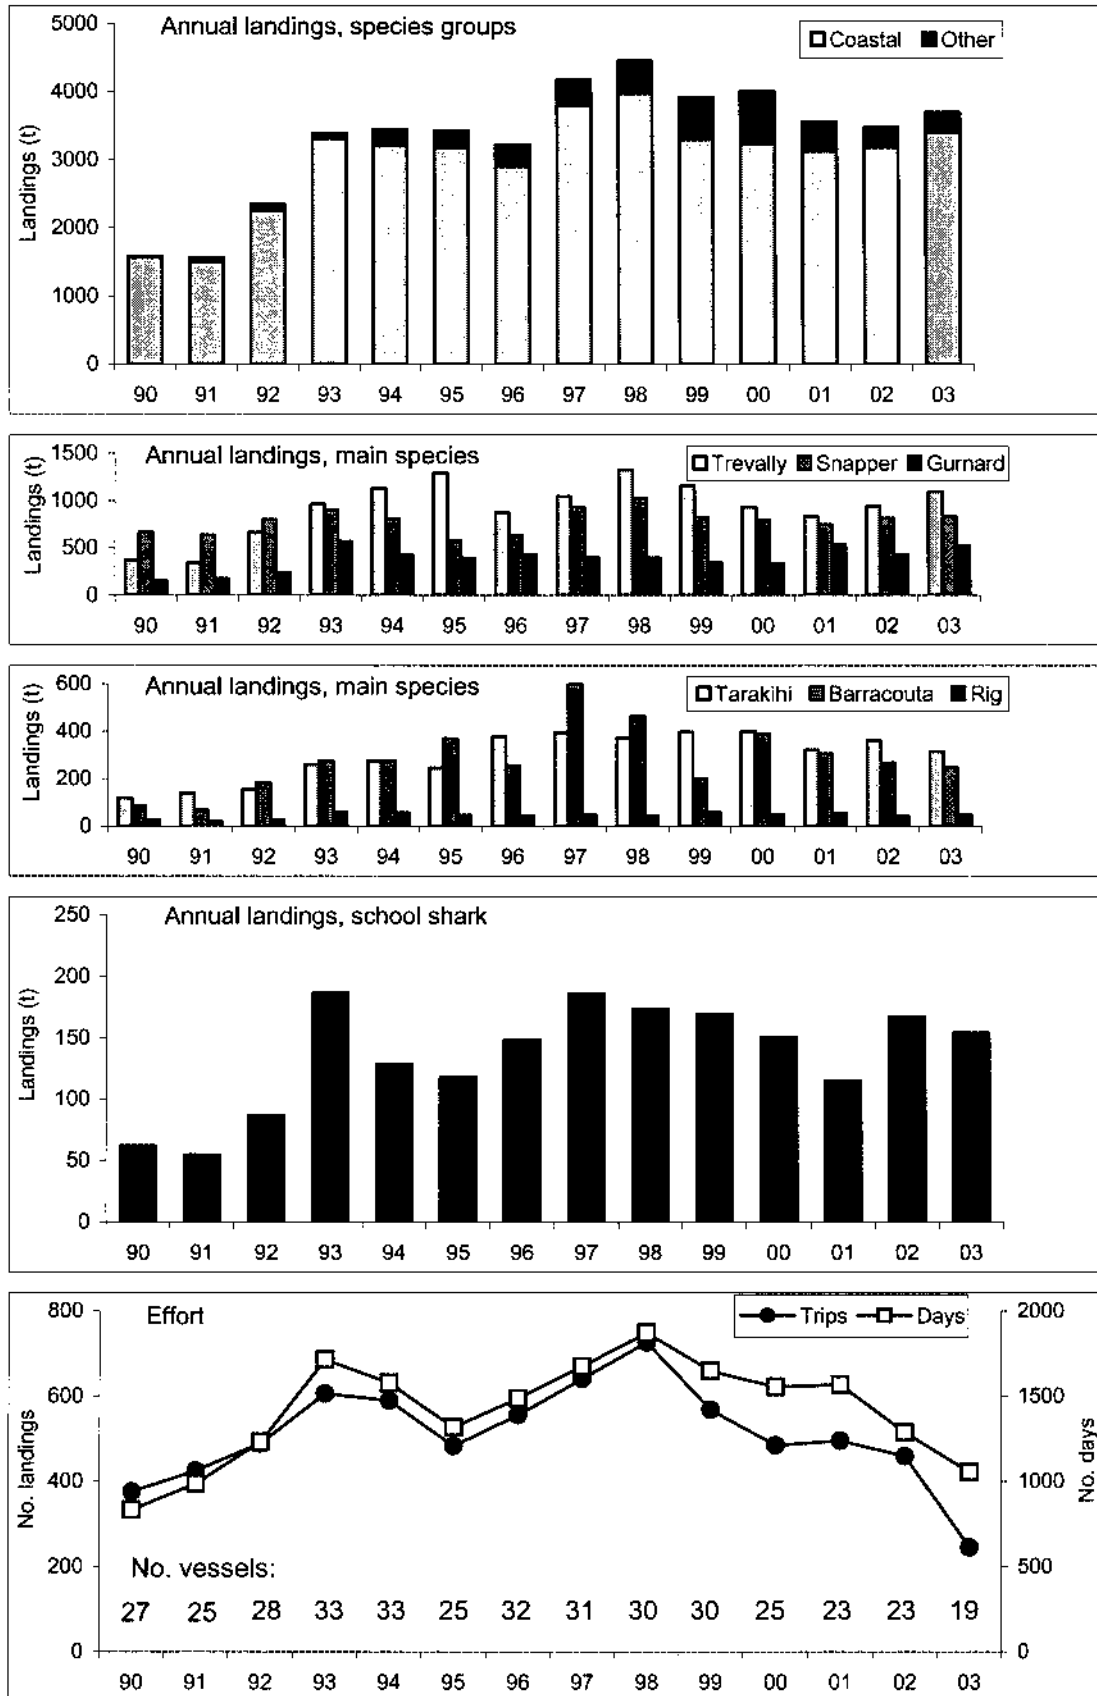 Annual landings, species groups
Coastal Other
Landings (t)
5000
4000
3000
2000
1000
0
90 91 92 93 94 95 96 97 98 99 00 01 02 03
Annual landings, main species
Trevally Snapper Gurnard
Landings (t)
1500
1000
500
0
90 91 92 93 94 95 96 97 98 99 00 01 02 03
Annual landings, main species
Tarakihi Barracouta Rig
Landings (t)
600
400
200
0
90 91 92 93 94 95 96 97 98 99 00 01 02 03
Annual landings, school shark
Landings (t)
250
200
150
100
50
0
90 91 92 93 94 95 96 97 98 99 00 01 02 03
Effort
Trips Days
No. landings
800
600
400
200
0
No. days
2000
1500
1000
500
0
No. vessels:
27 25 28 33 33 25 32 31 30 30 25 23 23 19
90 91 92 93 94 95 96 97 98 99 00 01 02 03